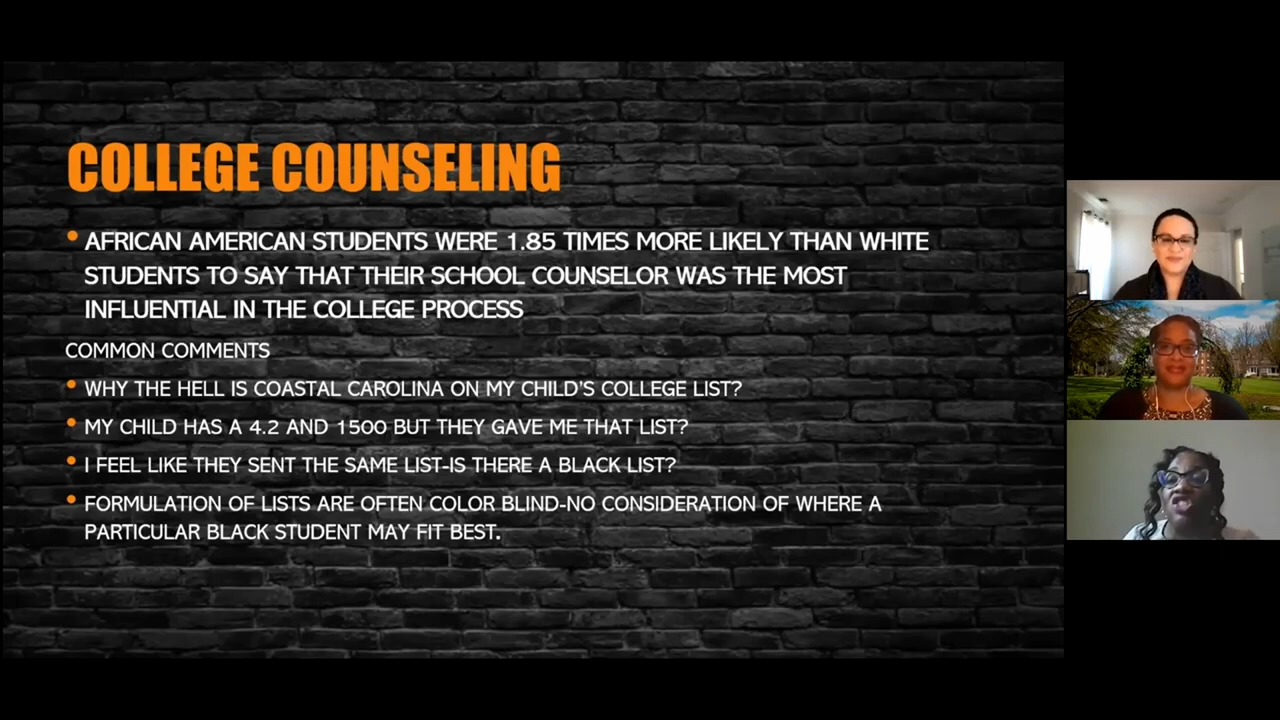 COLLEGE COUNSELING
• AFRICAN AMERICAN STUDENTS WERE 1.85 TIMES MORE LIKELY THAN WHITE
STUDENTS TO SAY THAT THEIR SCHOOL COUNSELOR WAS THE MOST
INFLUENTIAL IN THE COLLEGE PROCESS
COMMON COMMENTS
• WHY THE HELL IS COASTAL CAROLINA ON MY CHILD'S COLLEGE LIST?
• MY CHILD HAS A 4.2 AND 1500 BUT THEY GAVE ME THAT LIST?
• I FEEL LIKE THEY SENT THE SAME LIST-IS THERE A BLACK LIST?
• FORMULATION OF LISTS ARE OFTEN COLOR BLIND-NO CONSIDERATION OF WHERE A
PARTICULAR BLACK STUDENT MAY FIT BEST.